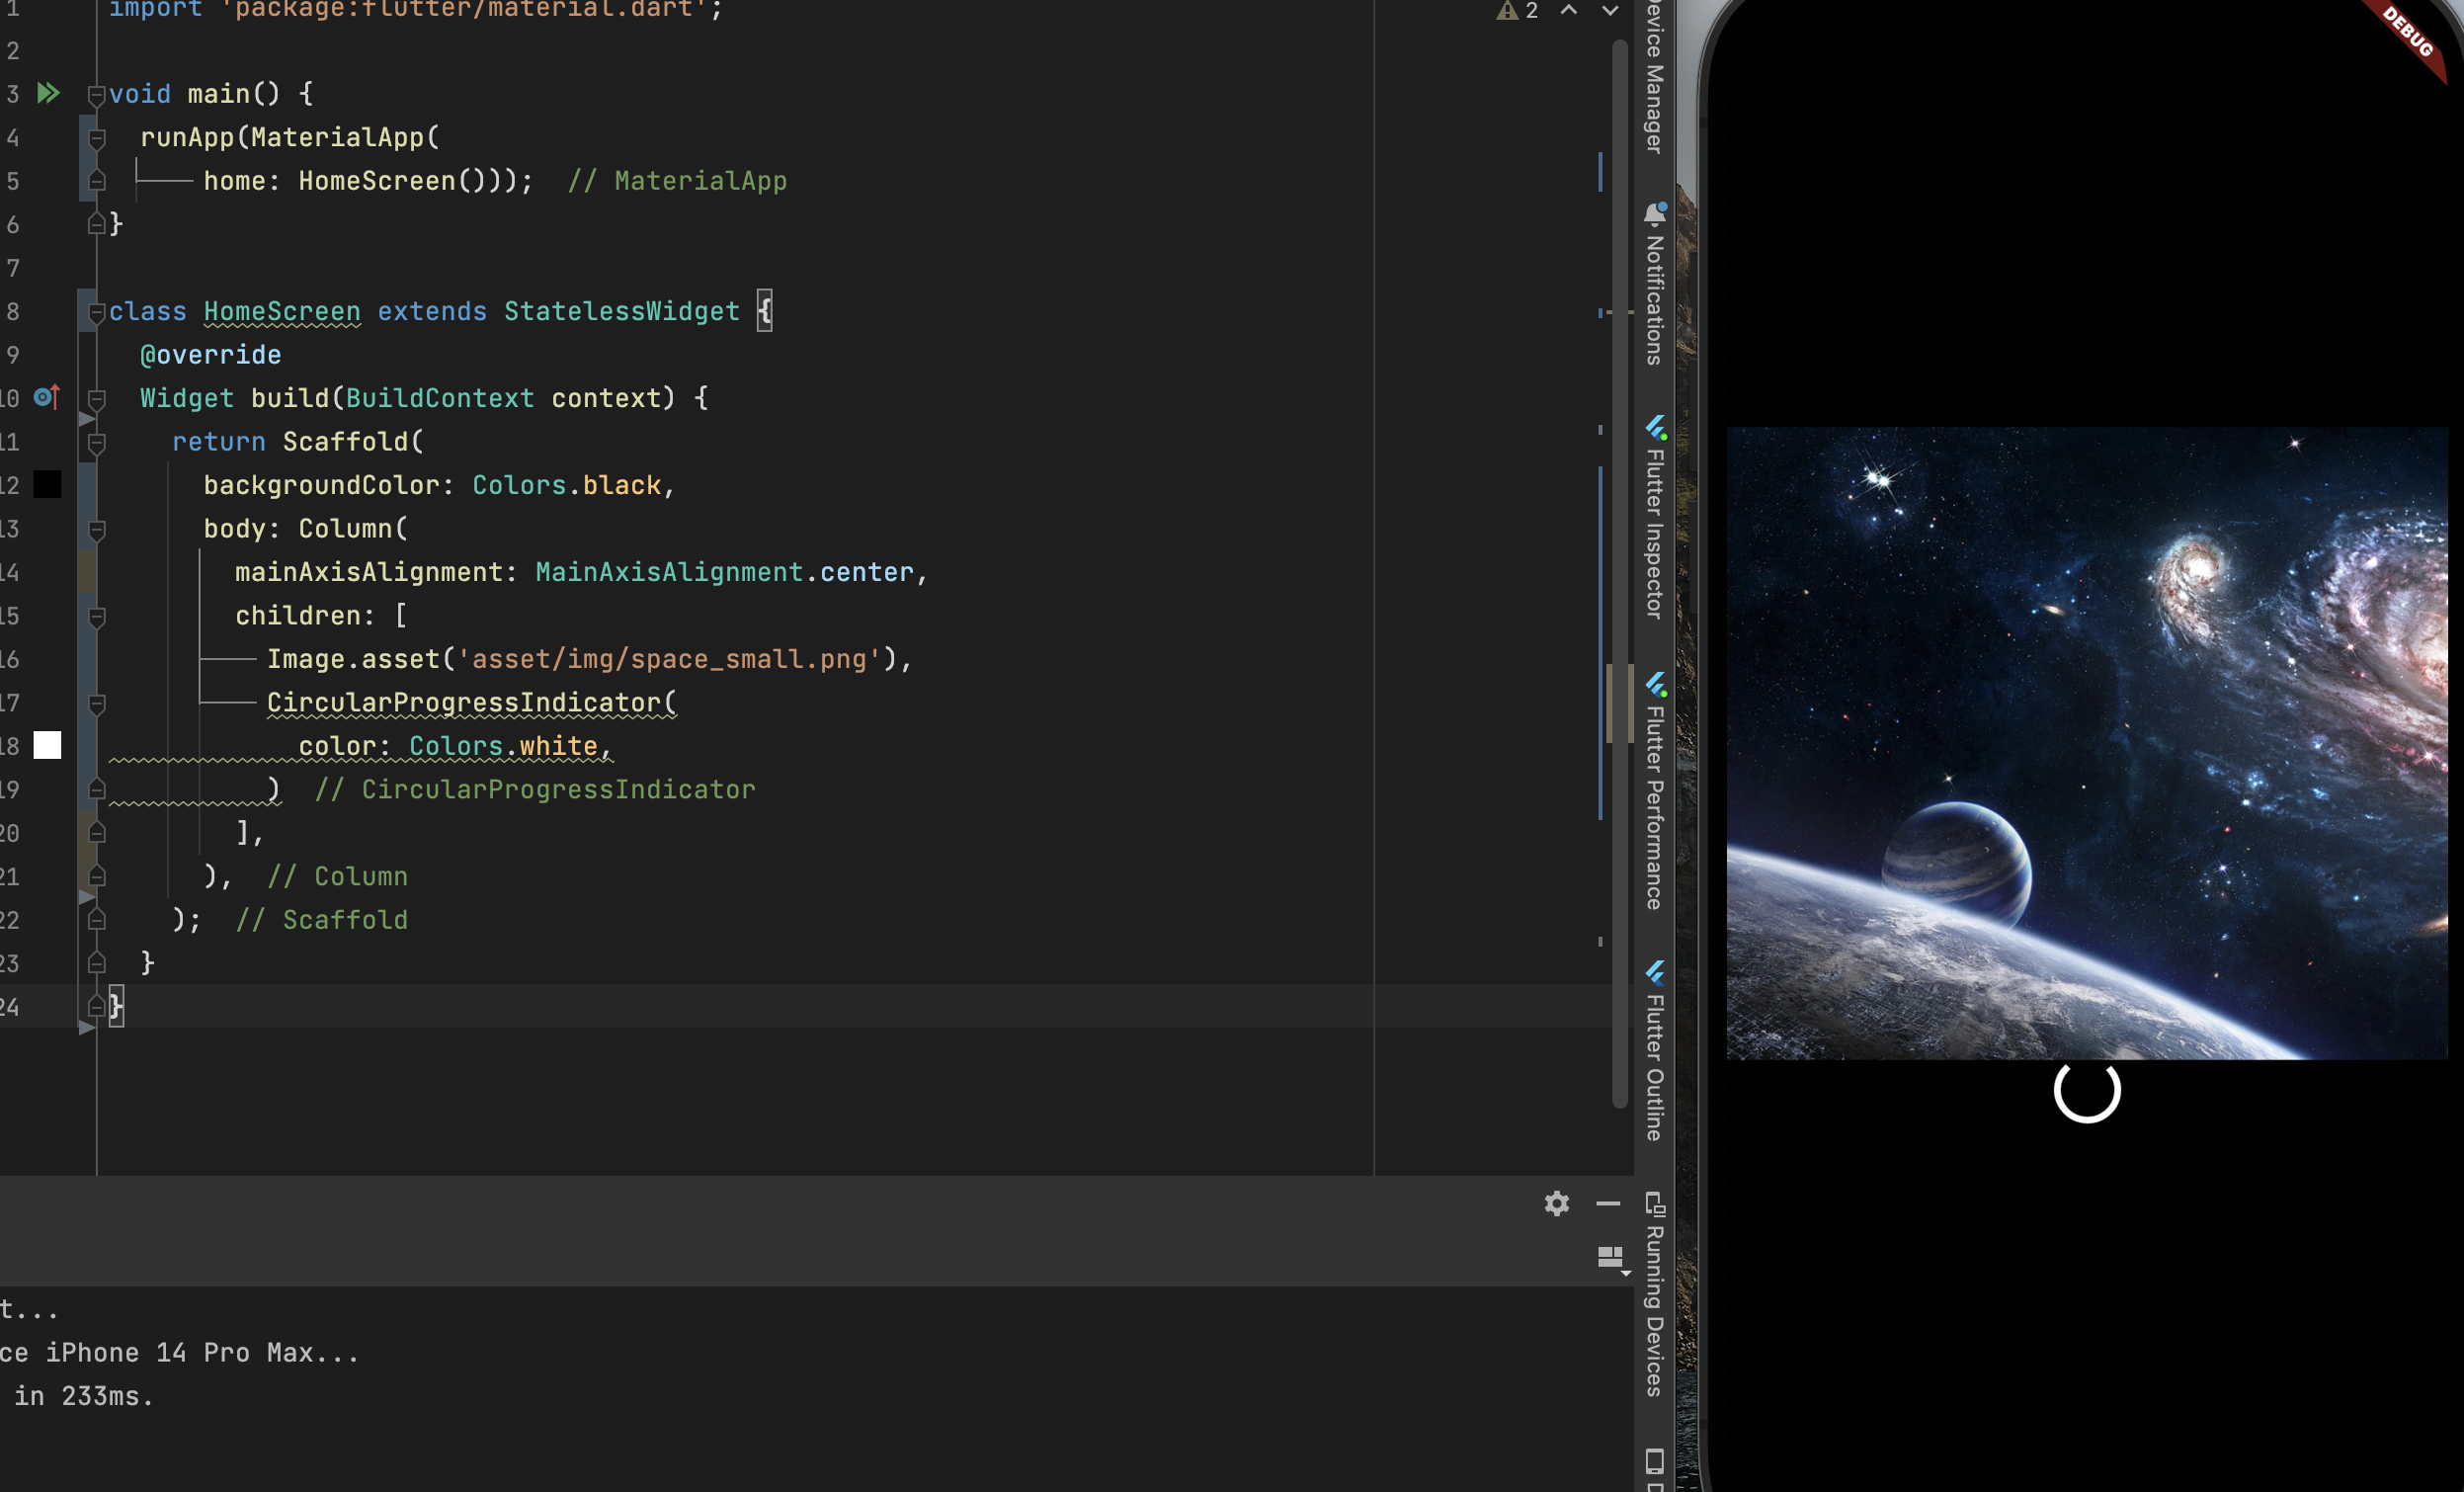 1 import 'package:flutter/material.dart';
2
3 void main() {
4 runApp(MaterialApp(
5 home: HomeScreen())); // MaterialApp
6 }
7
8 class HomeScreen extends StatelessWidget {
9 @override
10 Widget build(BuildContext context) {
11 return Scaffold(
12 backgroundColor: Colors.black,
13 body: Column(
14 mainAxisAlignment: MainAxisAlignment.center,
15 children: [
16 Image.asset('asset/img/space_small.png'),
17 CircularProgressIndicator(
18 color: Colors.white,
19 ) // CircularProgressIndicator
20 ],
21 ), // Column
22 ); // Scaffold
23 }
24 }
2
t...
ce iPhone 14 Pro Max...
in 233ms.
Device Manager
Notifications
Flutter Inspector
Flutter Performance
Flutter Outline
Running Devices
DEBUG